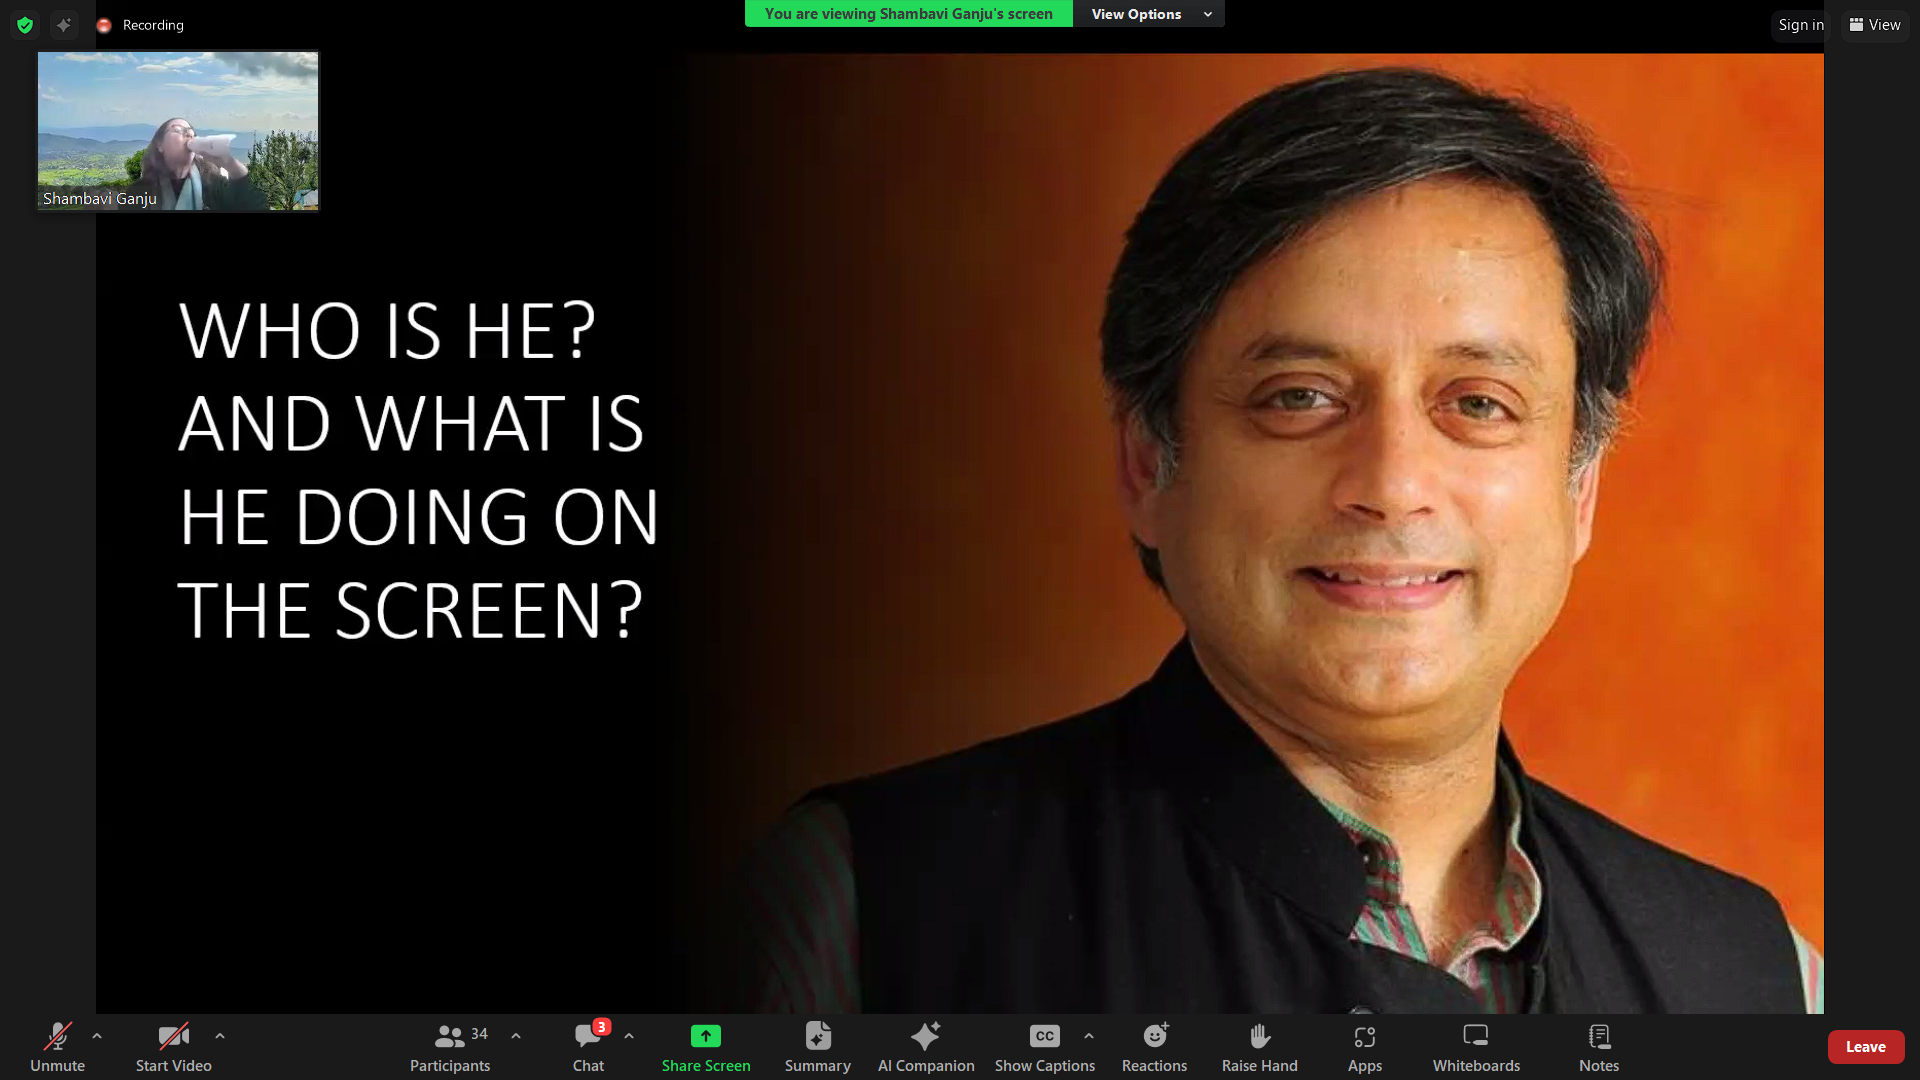 Recording
You are viewing Shambavi Ganju's screen
View Options
Sign in
View
Shambavi Ganju
WHO IS HE?
AND WHAT IS
HE DOING ON
THE SCREEN?
Unmute
Start Video
34
Participants
3
Chat
Share Screen
Summary
AI Companion
CC
Show Captions
Reactions
Raise Hand
Apps
Whiteboards
Notes
Leave